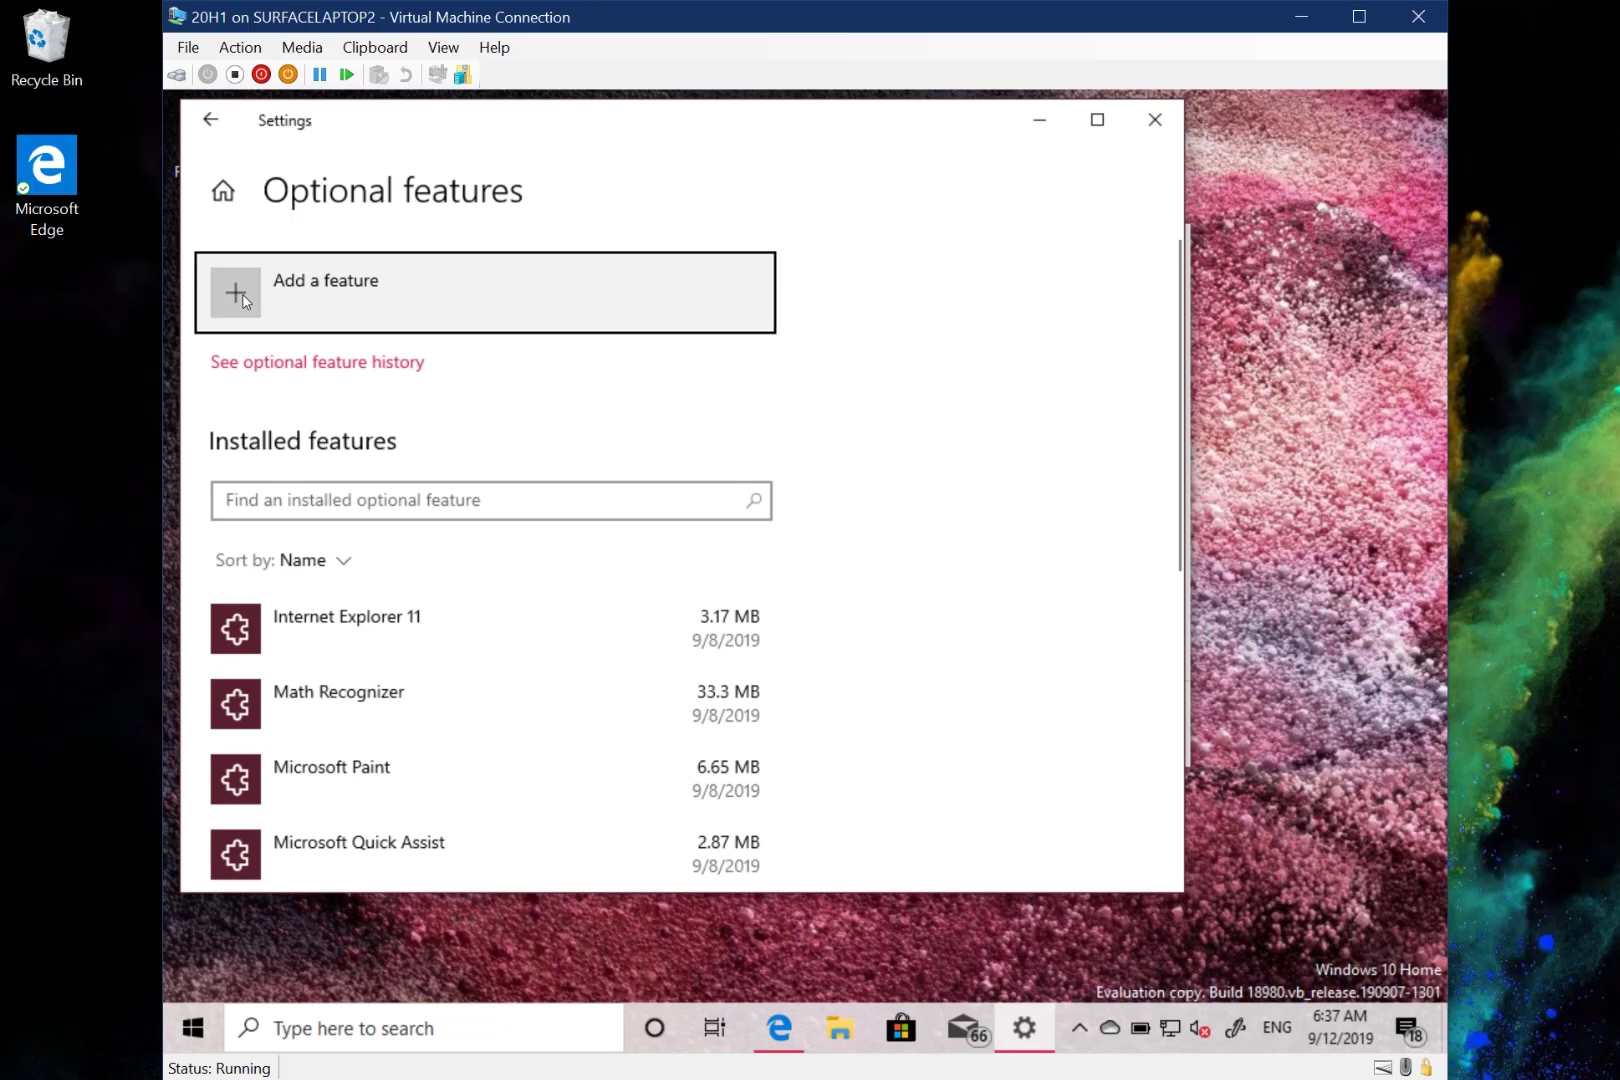 Recycle Bin
Microsoft
Edge
20H1 on SURFACELAPTOP2 - Virtual Machine Connection
File Action Media Clipboard View Help
Settings
Optional features
Add a feature
See optional feature history
Installed features
Find an installed optional feature
Sort by: Name
Internet Explorer 11 3.17 MB
9/8/2019
Math Recognizer 33.3 MB
9/8/2019
Microsoft Paint 6.65 MB
9/8/2019
Microsoft Quick Assist 2.87 MB
9/8/2019
Windows 10 Home
Evaluation copy. Build 18980.vb_release.190907-1301
Type here to search
66
ENG
6:37 AM
9/12/2019
18
Status: Running